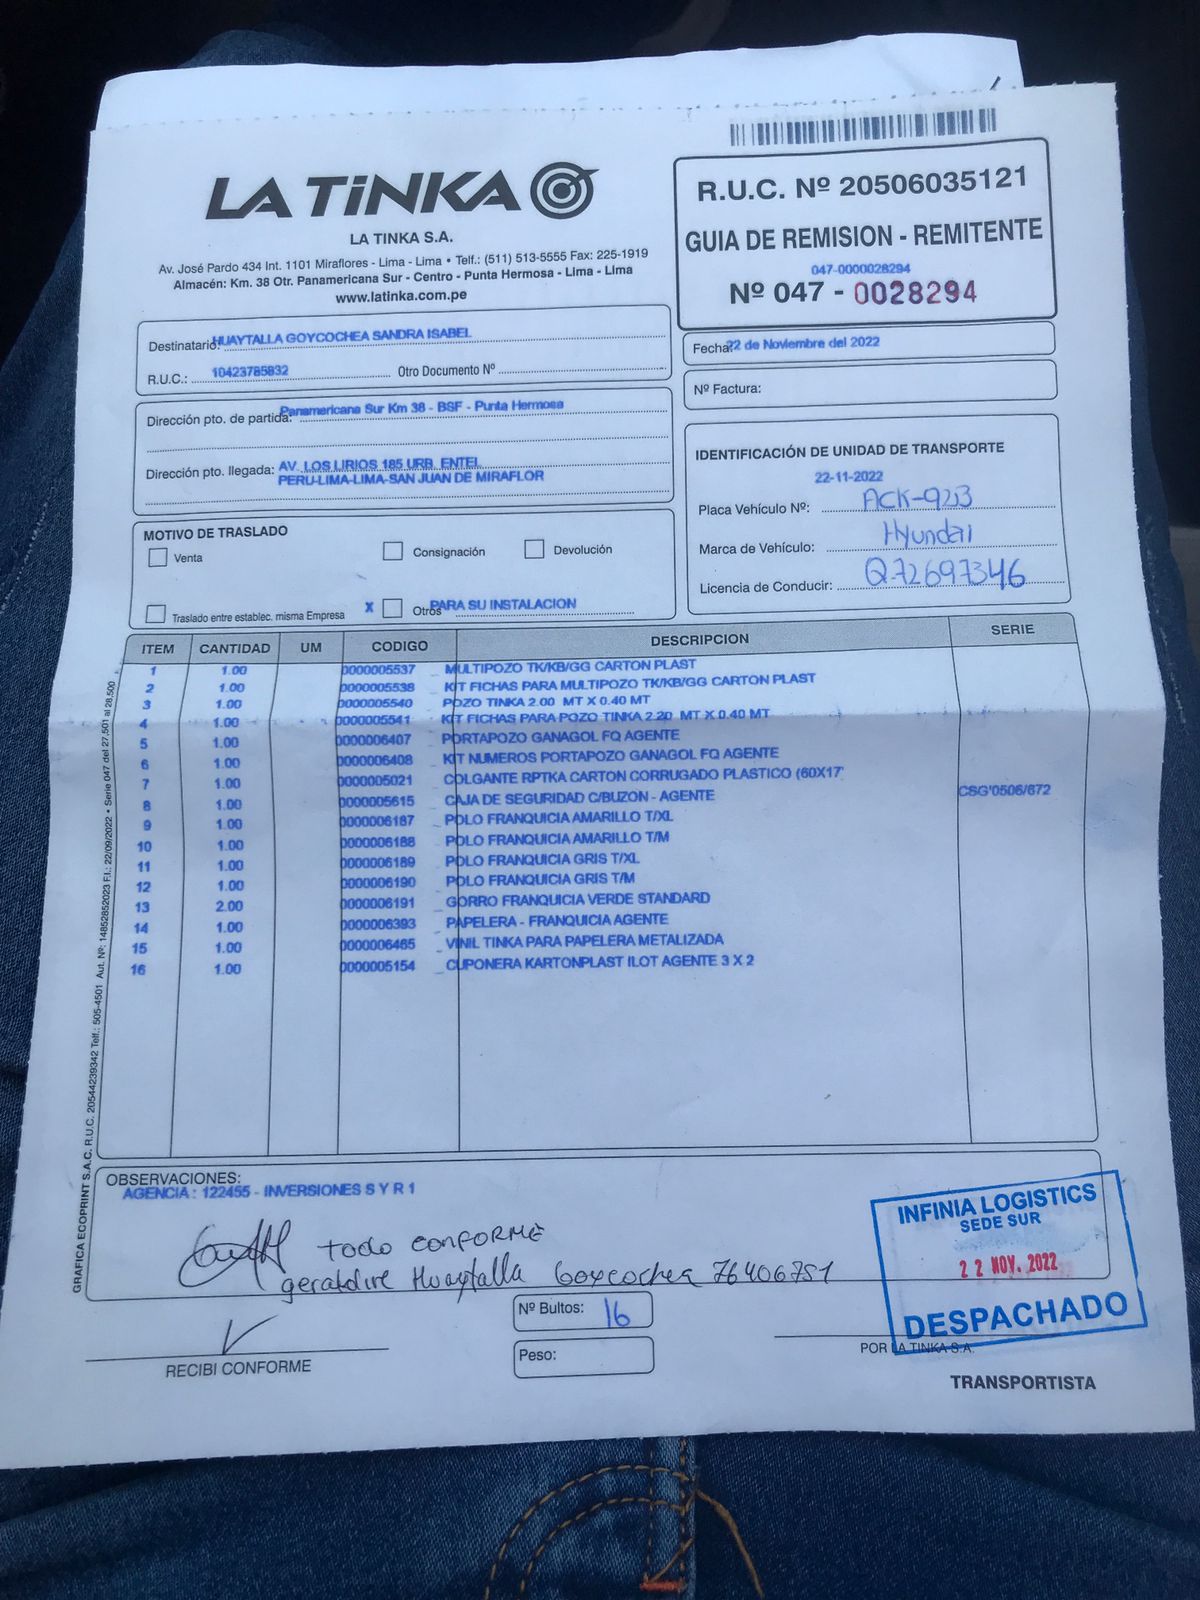 LA TiNKA
LA TINKA S.A.
Av. José Pardo 434 Int. 1101 Miraflores - Lima - Lima • Telf.: (511) 513-5555 Fax: 225-1919
Almacén: Km. 38 Otr. Panamericana Sur - Centro - Punta Hermosa - Lima - Lima
www.latinka.com.pe
R.U.C. Nº 20506035121
GUIA DE REMISION - REMITENTE
047-0000028294
Nº 047 - 0028294
Destinatario: HUAYTALLA GOYCOCHEA SANDRA ISABEL
R.U.C.: 10423785832 Otro Documento Nº
Fecha: 22 de Noviembre del 2022
Nº Factura:
Dirección pto. de partida: Panamericana Sur Km 38 - BSF - Punta Hermosa
Dirección pto. llegada: AV. LOS LIRIOS 185 URB. ENTEL
PERU-LIMA-LIMA-SAN JUAN DE MIRAFLOR
IDENTIFICACIÓN DE UNIDAD DE TRANSPORTE
22-11-2022
Placa Vehículo Nº:
Marca de Vehículo: Hyundai
Licencia de Conducir: Q72697346
MOTIVO DE TRASLADO
Venta Consignación Devolución
Traslado entre establec. misma Empresa X Otros PARA SU INSTALACION
ITEM CANTIDAD UM CODIGO DESCRIPCION SERIE
1 1.00 0000005537 _ MULTIPOZO TK/KB/GG CARTON PLAST
2 1.00 0000005538 _ KIT FICHAS PARA MULTIPOZO TK/KB/GG CARTON PLAST
3 1.00 0000005540 _ POZO TINKA 2.00 MT X 0.40 MT
4 1.00 0000005541 _ KIT FICHAS PARA POZO TINKA 2.20 MT X 0.40 MT
5 1.00 0000006407 _ PORTAPOZO GANAGOL FQ AGENTE
6 1.00 0000006408 _ KIT NUMEROS PORTAPOZO GANAGOL FQ AGENTE
7 1.00 0000005021 _ COLGANTE RPTKA CARTON CORRUGADO PLASTICO (60X17
8 1.00 0000005615 _ CAJA DE SEGURIDAD C/BUZON - AGENTE CSG'0506/672
9 1.00 0000006187 _ POLO FRANQUICIA AMARILLO T/XL
10 1.00 0000006188 _ POLO FRANQUICIA AMARILLO T/M
11 1.00 0000006189 _ POLO FRANQUICIA GRIS T/XL
12 1.00 0000006190 _ POLO FRANQUICIA GRIS T/M
13 2.00 0000006191 _ GORRO FRANQUICIA VERDE STANDARD
14 1.00 0000006393 _ PAPELERA - FRANQUICIA AGENTE
15 1.00 0000006465 _ VINIL TINKA PARA PAPELERA METALIZADA
16 1.00 0000005154 _ CUPONERA KARTONPLAST ILOT AGENTE 3 X 2
GRAFICA ECOPRINT S.A.C. R.U.C. 20544239342 Telf.: 505-4501 Aut. Nº: 14852852023 F.I.: 22/09/2022 • Serie 047 del 27,501 al 28,500
OBSERVACIONES:
AGENCIA : 122455 - INVERSIONES S Y R 1
todo CONFORME
geraldine Huaytalla Goycochea 76406751
INFINIA LOGISTICS
SEDE SUR
22 NOV. 2022
DESPACHADO
Nº Bultos: 16
Peso:
RECIBI CONFORME
POR LA TINKA S.A.
TRANSPORTISTA